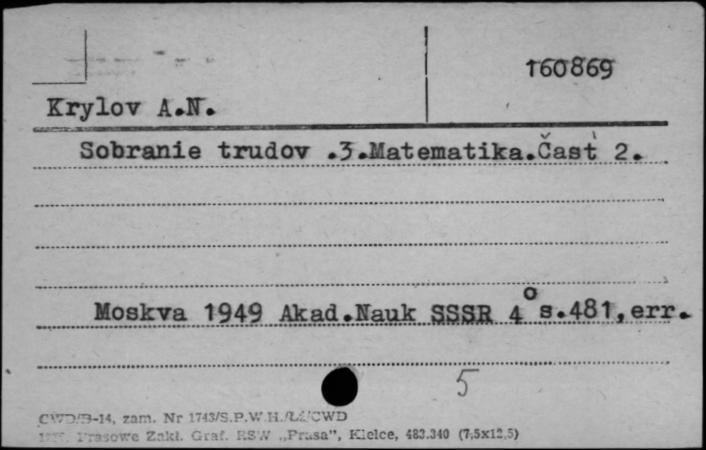 160869
Krylov A.N.
Sobranie trudov .3.Matematika.Čast' 2.
Moskva 1949 Akad.Nauk SSSR 4° s.481,err.
5
CWD/B-14, zam. Nr 1743/S.P.W.H./Ł/CWD
Prasowe Zakł. Graf. RSW „Prasa”, Kielce, 483.340 (7,5x12,5)